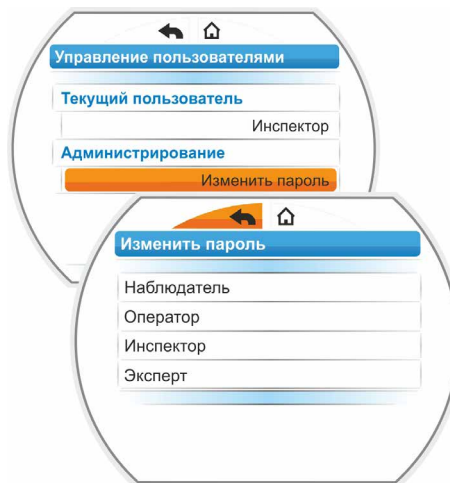 Управление пользователями
Текущий пользователь
Инспектор
Администрирование
Изменить пароль
Изменить пароль
Наблюдатель
Оператор
Инспектор
Эксперт